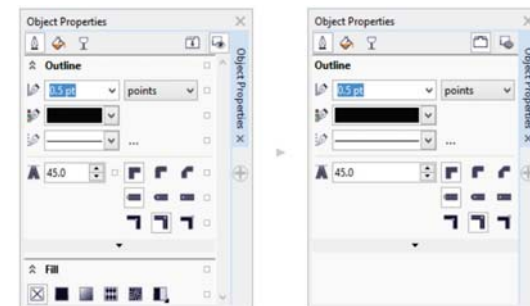 Object Properties
Outline
0.5 pt
points
...
45.0
Fill
Object Properties
Object Properties
Outline
0.5 pt
points
...
45.0
Object Properties